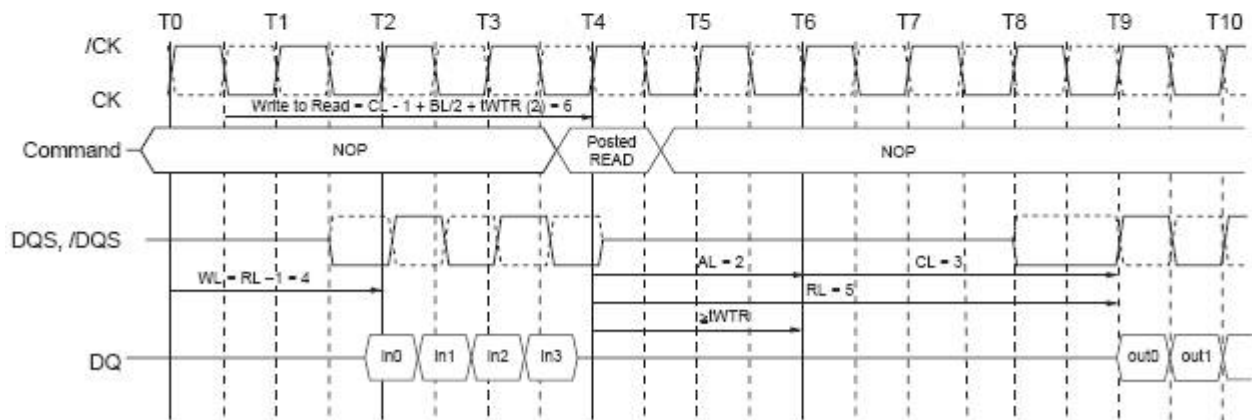 T0 T1 T2 T3 T4 T5 T6 T7 T8 T9 T10
/CK
CK
Write to Read = CL - 1 + BL/2 + tWTR (2) = 6
Command NOP Posted READ NOP
DQS, /DQS
AL = 2 CL = 3
WL = RL –1 = 4
RL = 5
≥tWTR
DQ In0 In1 In2 In3 out0 out1